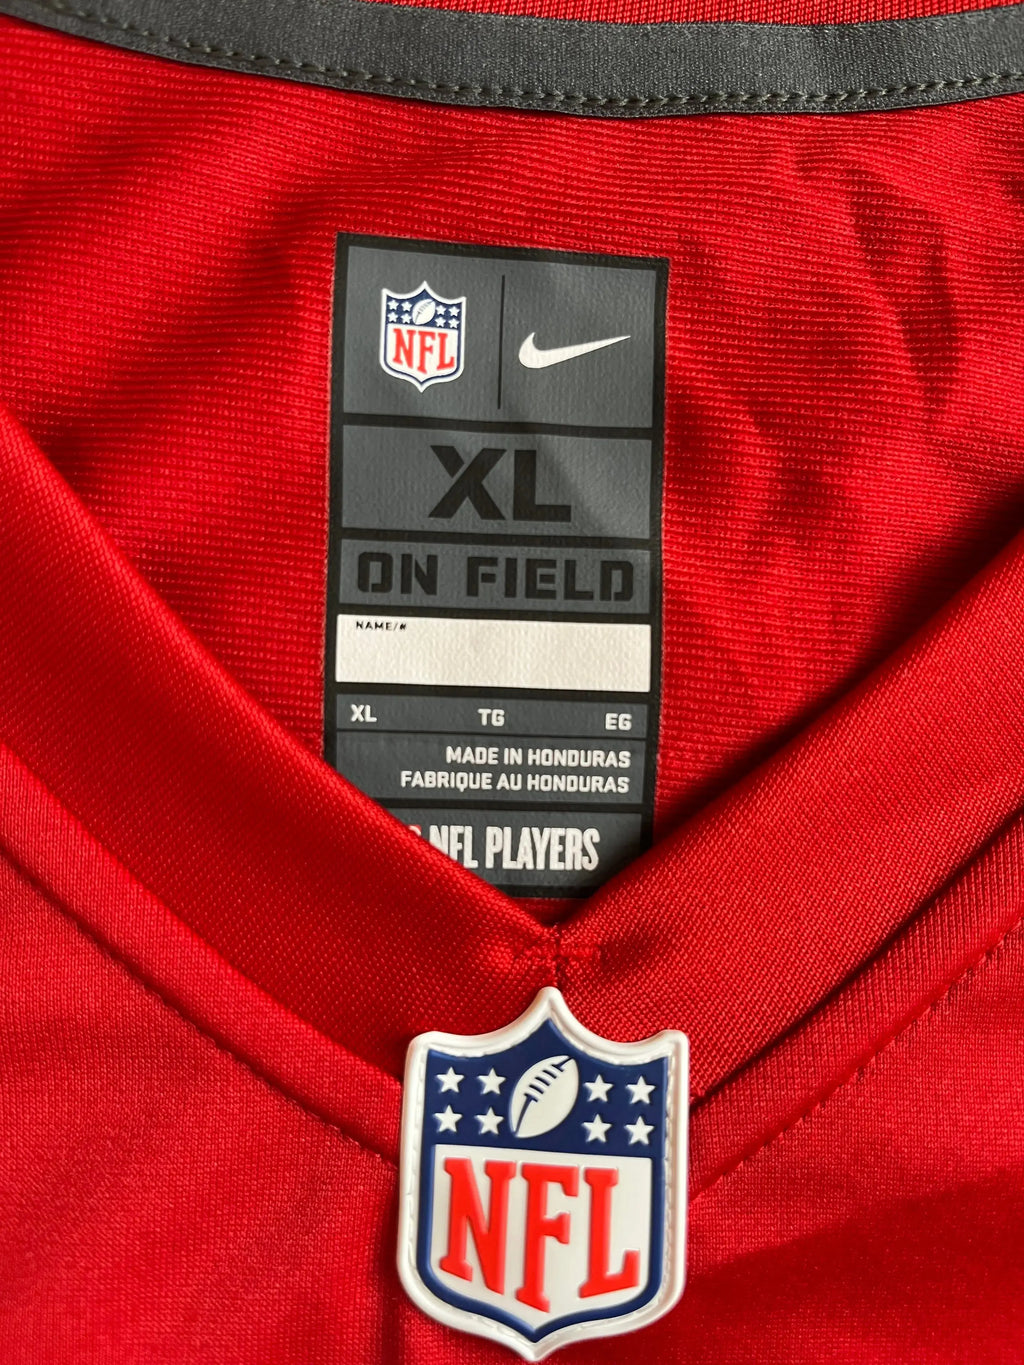 NFL
XL
ON FIELD
NAME/#
XL TG EG
MADE IN HONDURAS
FABRIQUE AU HONDURAS
NFL PLAYERS
NFL